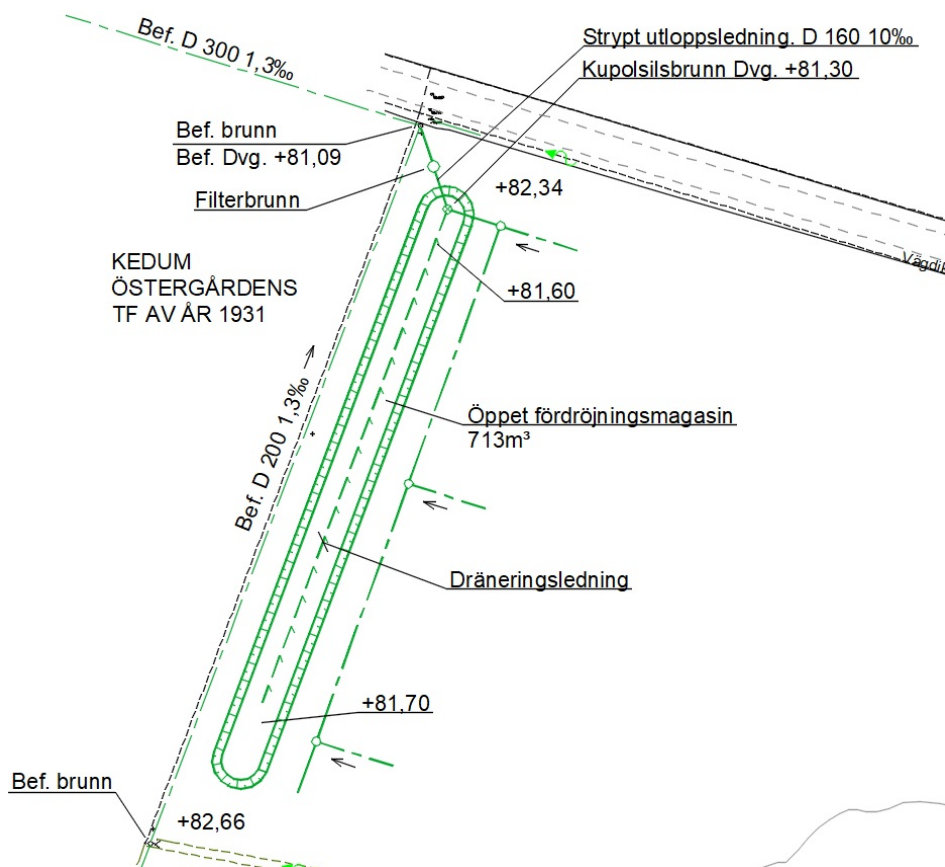 Bef. D 300 1,3‰
Strypt utloppsledning. D 160 10‰
Kupolsilsbrunn Dvg. +81,30
Bef. brunn
Bef. Dvg. +81,09
Filterbrunn
+82,34
KEDUM
ÖSTERGÅRDENS
TF AV ÅR 1931
+81,60
Bef. D 200 1,3‰
Öppet fördröjningsmagasin
713m³
Dräneringsledning
+81,70
Bef. brunn
+82,66